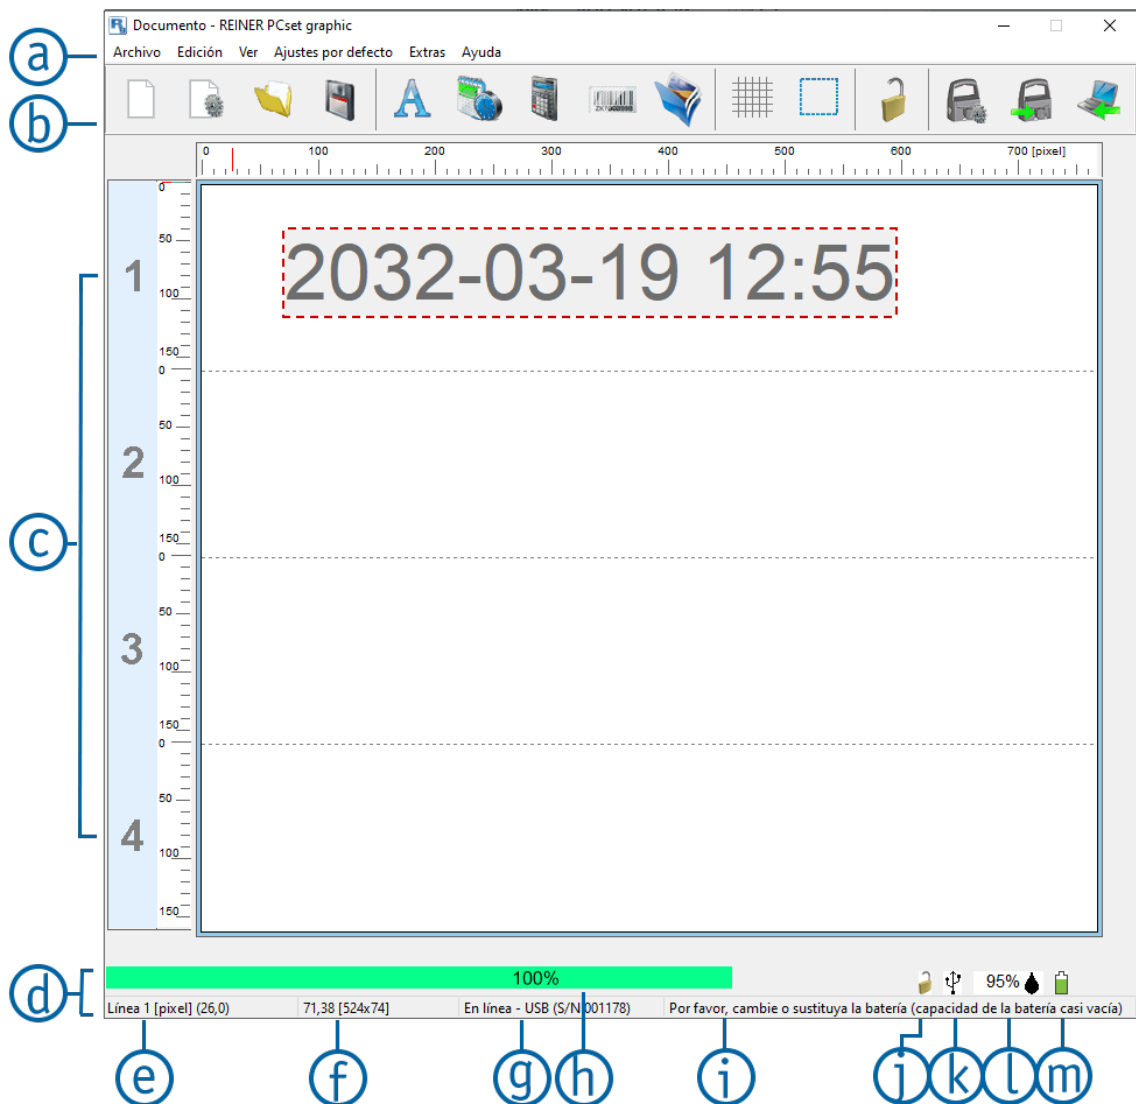 Documento - REINER PCset graphic
Archivo Edición Ver Ajustes por defecto Extras Ayuda
a
b
0 100 200 300 400 500 600 700 [pixel]
0
50
2032-03-19 12:55
1
100
150
0
50
2
100
c
150
0
50
3
100
150
0
50
4
100
150
d
100%
95%
Línea 1 [pixel] (26,0) 71,38 [524x74] En línea - USB (S/N 001178) Por favor, cambie o sustituya la batería (capacidad de la batería casi vacía)
e f g h i j k l m